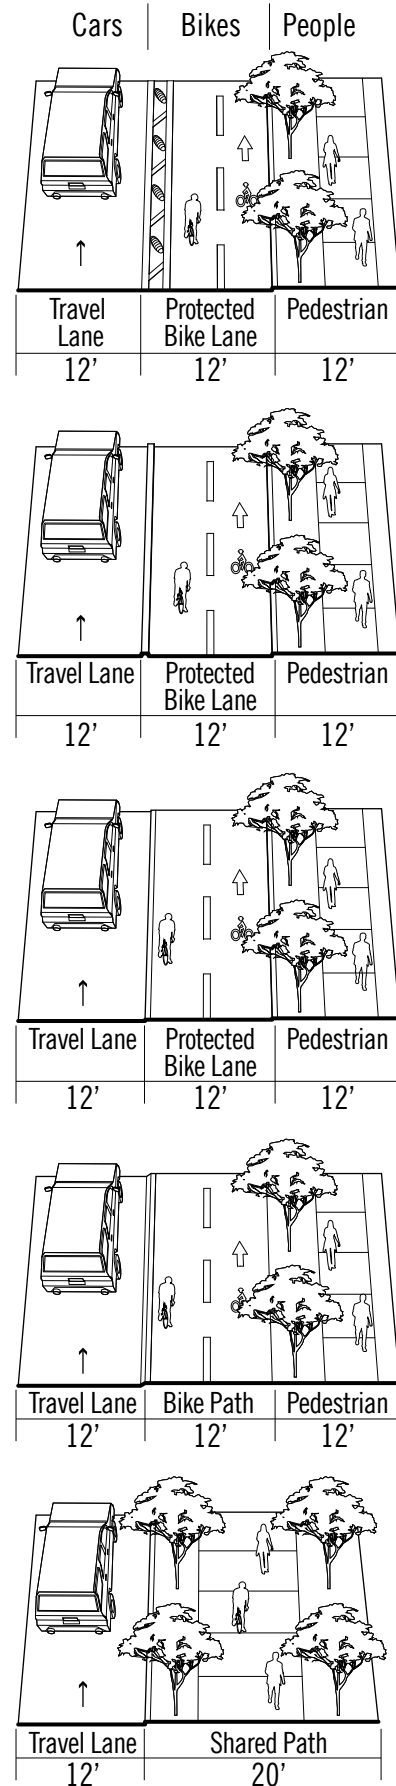 Cars Bikes People
Travel Lane Protected Bike Lane Pedestrian
12’ 12’ 12’
Travel Lane Protected Bike Lane Pedestrian
12’ 12’ 12’
Travel Lane Protected Bike Lane Pedestrian
12’ 12’ 12’
Travel Lane Bike Path Pedestrian
12’ 12’ 12’
Travel Lane Shared Path
12’ 20’